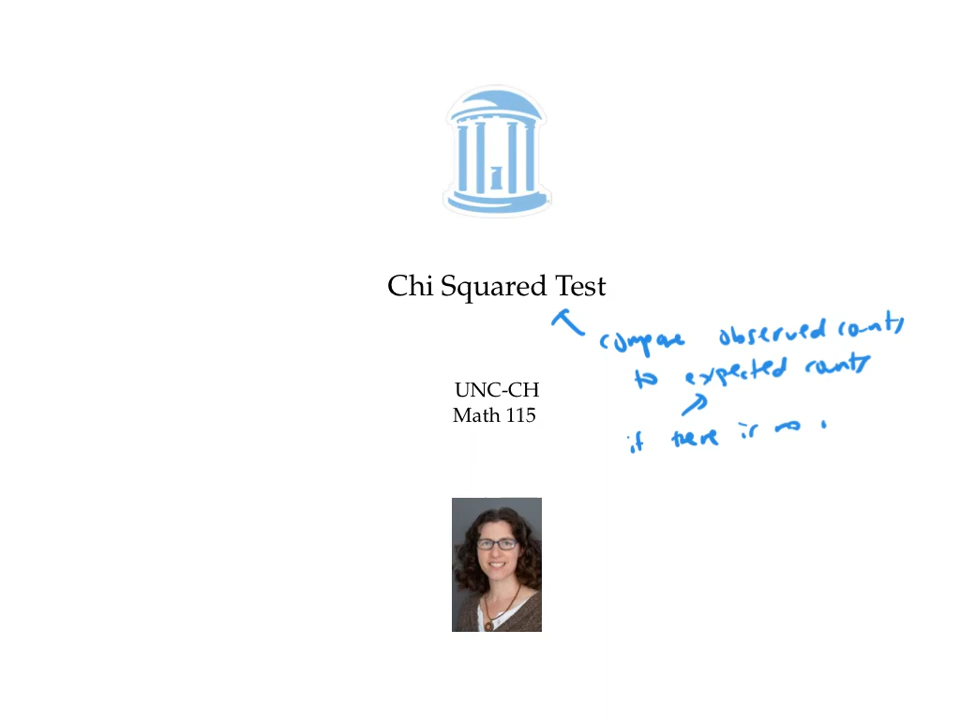 Chi Squared Test
compare observed counts
to expected counts
UNC-CH
Math 115
if there is no